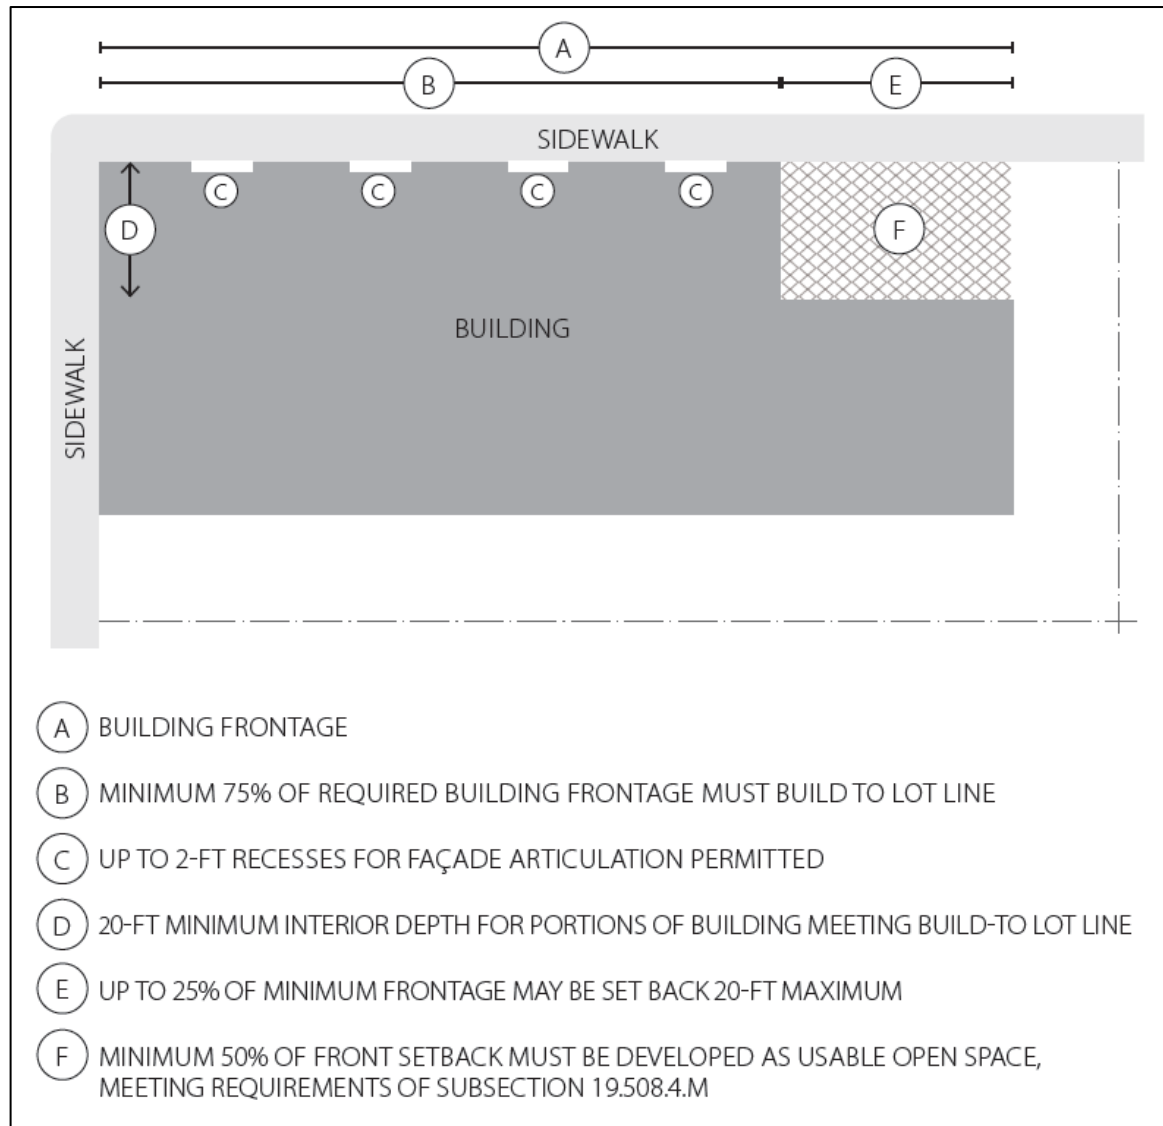 A
B
E
SIDEWALK
C
C
C
C
D
F
BUILDING
SIDEWALK
A BUILDING FRONTAGE
B MINIMUM 75% OF REQUIRED BUILDING FRONTAGE MUST BUILD TO LOT LINE
C UP TO 2-FT RECESSES FOR FAÇADE ARTICULATION PERMITTED
D 20-FT MINIMUM INTERIOR DEPTH FOR PORTIONS OF BUILDING MEETING BUILD-TO LOT LINE
E UP TO 25% OF MINIMUM FRONTAGE MAY BE SET BACK 20-FT MAXIMUM
F MINIMUM 50% OF FRONT SETBACK MUST BE DEVELOPED AS USABLE OPEN SPACE,
MEETING REQUIREMENTS OF SUBSECTION 19.508.4.M